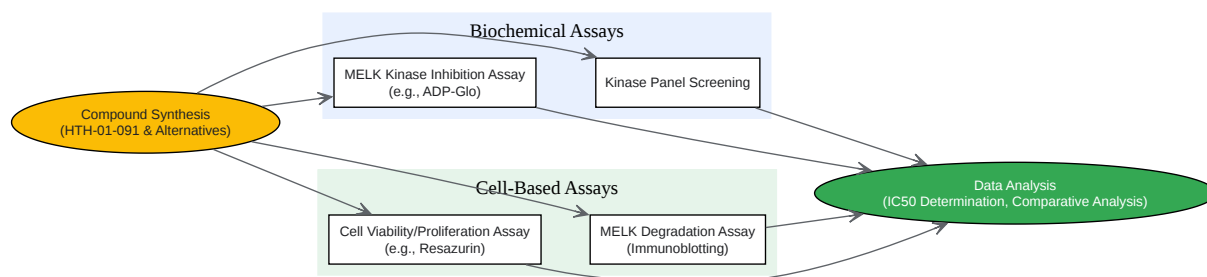 Biochemical Assays
MELK Kinase Inhibition Assay
(e.g., ADP-Glo)
Kinase Panel Screening
Compound Synthesis
(HTH-01-091 & Alternatives)
Cell-Based Assays
Cell Viability/Proliferation Assay
(e.g., Resazurin)
MELK Degradation Assay
(Immunoblotting)
Data Analysis
(IC50 Determination, Comparative Analysis)